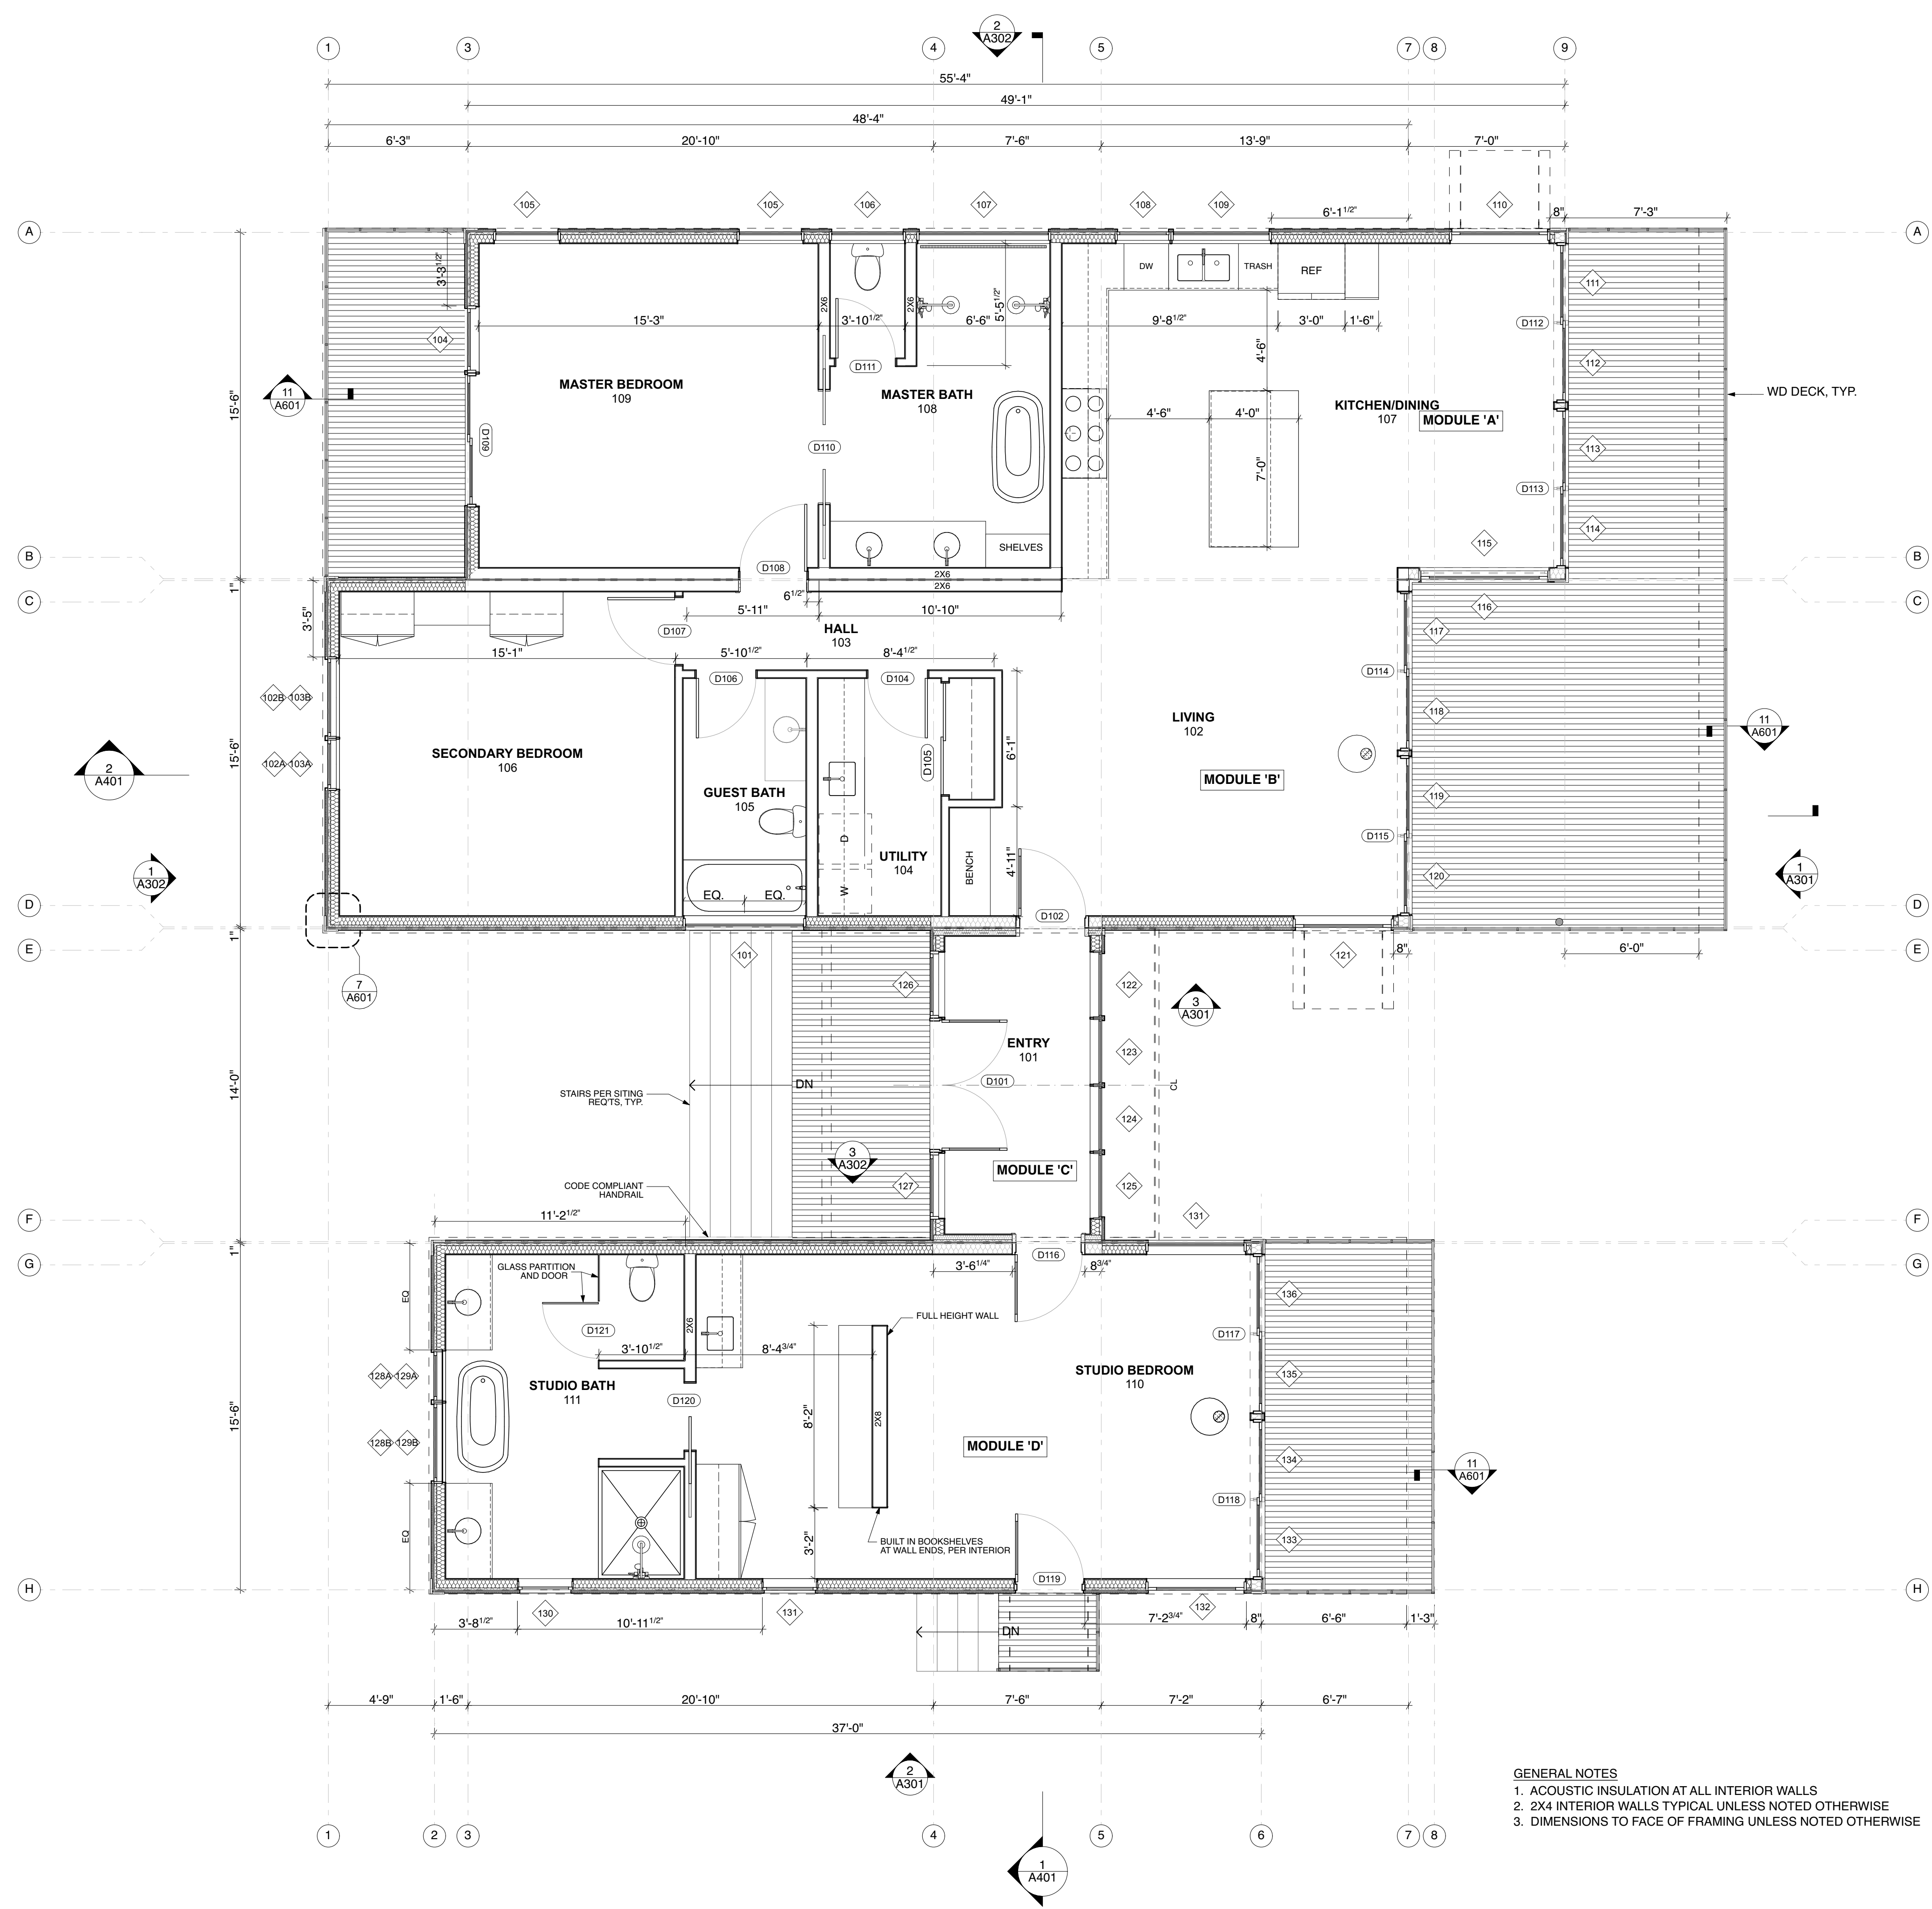 2
A302
1 3 4 5 7 8 9
55'-4"
49'-1"
48'-4"
6'-3" 20'-10" 7'-6" 13'-9" 7'-0"
105 105 106 107 108 109 110
6'-1 1/2" 8" 7'-3"
A A
3'-3 1/2"
2X6 2X6
DW TRASH REF
111
5'-5 1/2"
15'-3" 3'-10 1/2" 6'-6" 9'-8 1/2" 3'-0" 1'-6"
D112
104
4'-6"
D111
112
MASTER BEDROOM
109
MASTER BATH
108
11
A601
15'-6"
WD DECK, TYP.
KITCHEN/DINING
107
MODULE 'A'
4'-6" 4'-0"
D109
D110
113
7'-0"
D113
114
SHELVES
115
B B
D108
2X6
2X6
1"
C C
6 1/2"
5'-11" 10'-10"
116
3'-5"
D107
HALL
103
117
15'-1" 5'-10 1/2" 8'-4 1/2"
D106 D104 D114
102B 103B
118
LIVING
102
11
A601
SECONDARY BEDROOM
106
15'-6"
6'-1"
D105
2
A401
102A 103A
MODULE 'B'
GUEST BATH
105
119
D115
D
UTILITY
104
BENCH
4'-11"
1
A302
120
1
A301
W
EQ. EQ.
D D
D102
1"
E E
101
121
8" 6'-0"
7
A601
126 122
3
A301
ENTRY
101
123
D101
DN
CL
14'-0"
STAIRS PER SITING
REQ'TS, TYP.
124
3
A302
MODULE 'C'
127 125
CODE COMPLIANT
HANDRAIL
11'-2 1/2"
131
F F
1"
G G
D116
3'-6 1/4" 8 3/4"
GLASS PARTITION
AND DOOR
EQ
136
FULL HEIGHT WALL
D121
2X6
D117
3'-10 1/2" 8'-4 3/4"
128A 129A
STUDIO BATH
111
STUDIO BEDROOM
110
135
D120
15'-6"
8'-2"
2X8
128B 129B
MODULE 'D'
134
11
A601
D118
EQ
3'-2"
BUILT IN BOOKSHELVES
AT WALL ENDS, PER INTERIOR
133
D119
H H
130 131 132
3'-8 1/2" 10'-11 1/2" 7'-2 3/4" 8" 6'-6" 1'-3"
DN
4'-9" 1'-6" 20'-10" 7'-6" 7'-2" 6'-7"
37'-0"
2
A301
GENERAL NOTES
1. ACOUSTIC INSULATION AT ALL INTERIOR WALLS
2. 2X4 INTERIOR WALLS TYPICAL UNLESS NOTED OTHERWISE
3. DIMENSIONS TO FACE OF FRAMING UNLESS NOTED OTHERWISE
1 2 3 4 5 6 7 8
1
A401